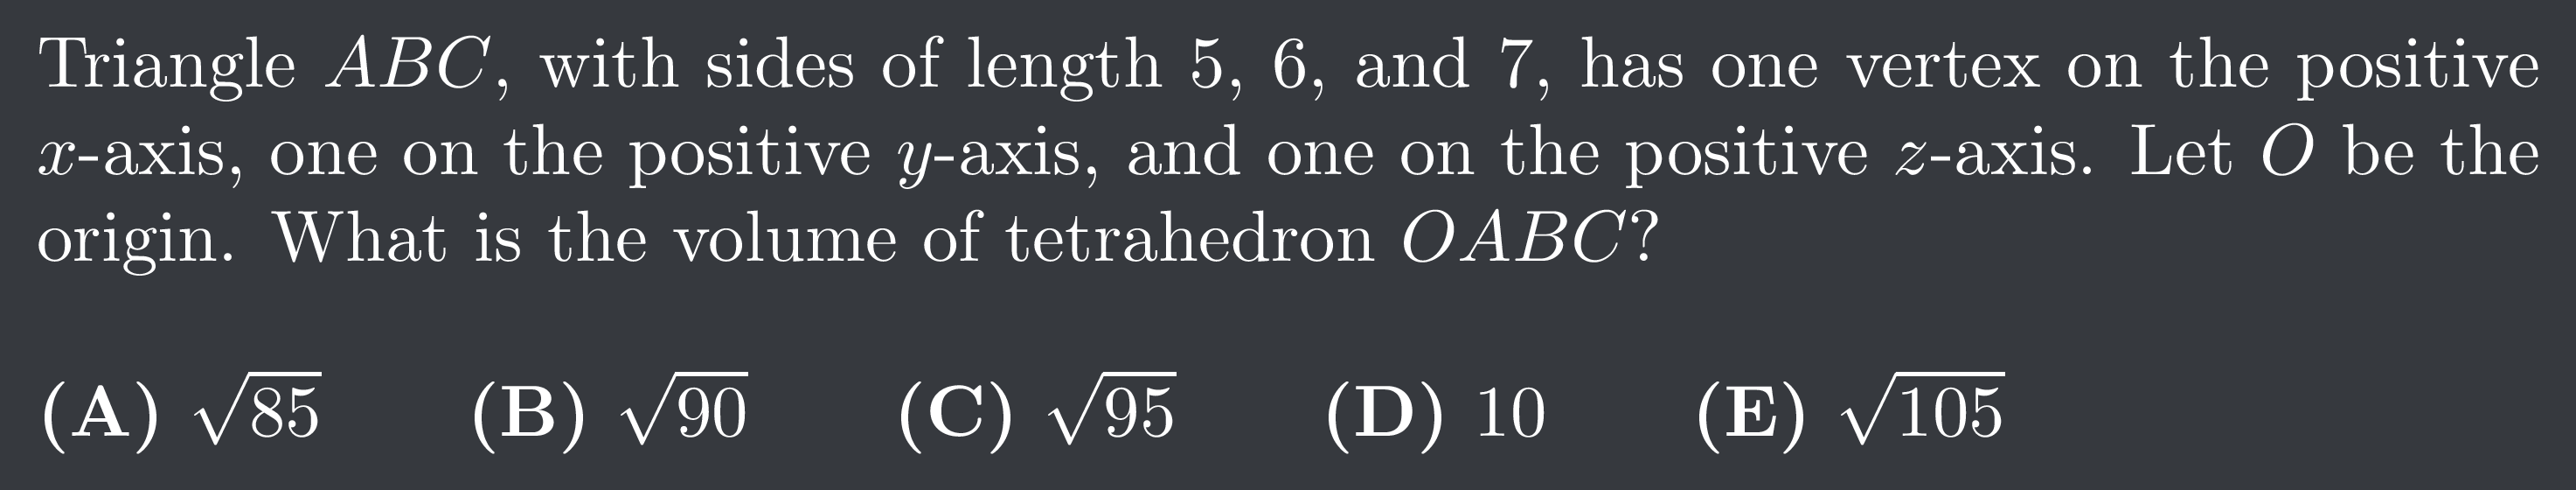 Triangle ABC, with sides of length 5, 6, and 7, has one vertex on the positive
x-axis, one on the positive y-axis, and one on the positive z-axis. Let O be the
origin. What is the volume of tetrahedron OABC?
(A) √85 (B) √90 (C) √95 (D) 10 (E) √105